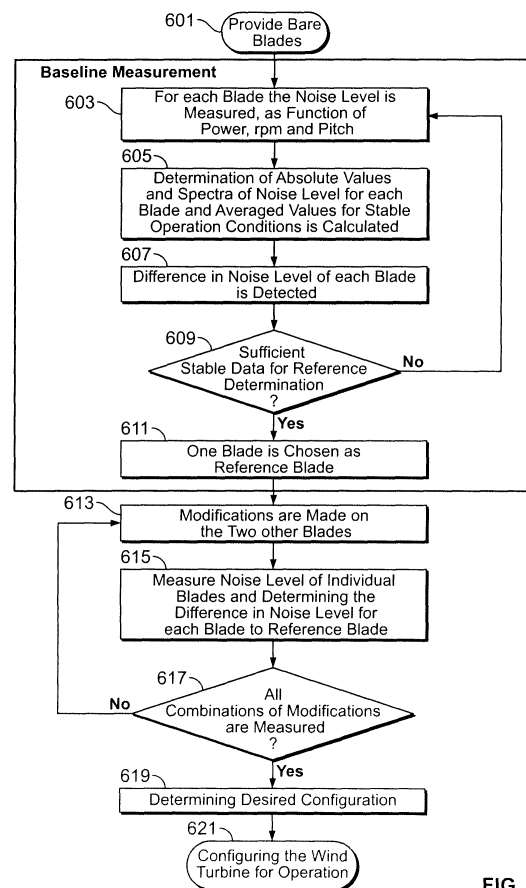 601
Provide Bare
Blades
Baseline Measurement
603
For each Blade the Noise Level is
Measured, as Function of
Power, rpm and Pitch
605
Determination of Absolute Values
and Spectra of Noise Level for each
Blade and Averaged Values for Stable
Operation Conditions is Calculated
607
Difference in Noise Level of each Blade
is Detected
609
Sufficient
Stable Data for Reference
Determination
?
No
Yes
611
One Blade is Chosen as
Reference Blade
613
Modifications are Made on
the Two other Blades
615
Measure Noise Level of Individual
Blades and Determining the
Difference in Noise Level for
each Blade to Reference Blade
617
All
Combinations of Modifications
are Measured
?
No
Yes
619
Determining Desired Configuration
621
Configuring the Wind
Turbine for Operation
FIG